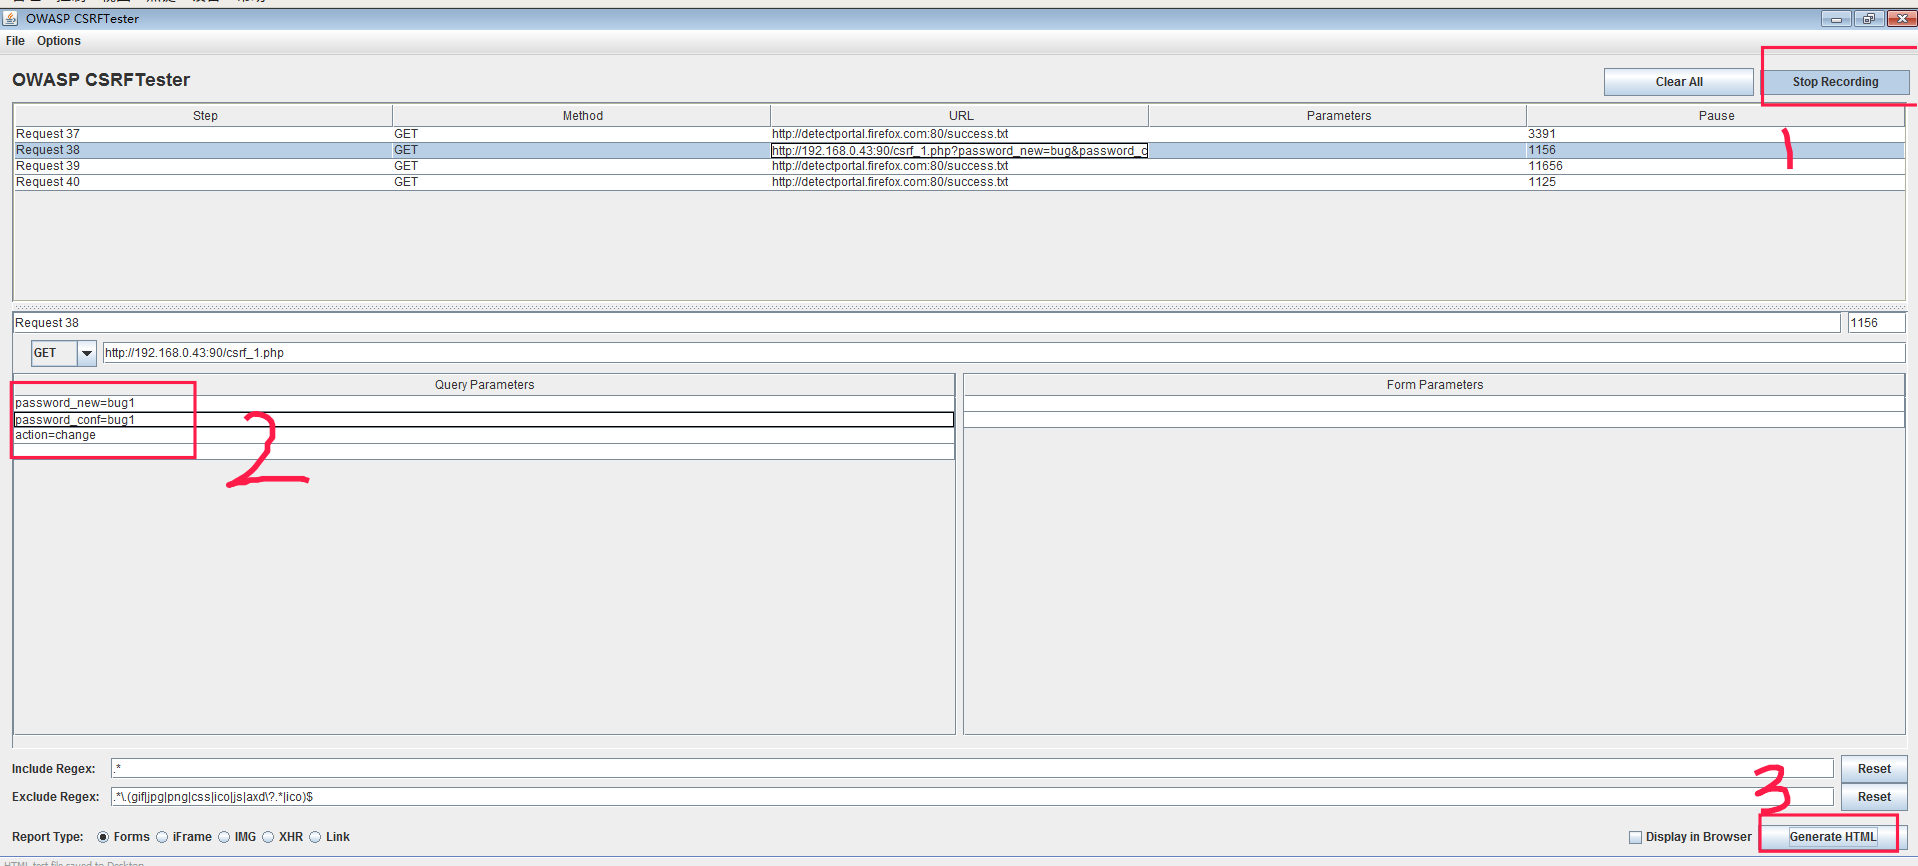 OWASP CSRFTester
File Options
OWASP CSRFTester
Clear All Stop Recording
Step Method URL Parameters Pause
Request 37 GET http://detectportal.firefox.com:80/success.txt 3391
Request 38 GET http://192.168.0.43:90/csrf_1.php?password_new=bug&password_c 1156
Request 39 GET http://detectportal.firefox.com:80/success.txt 11656
Request 40 GET http://detectportal.firefox.com:80/success.txt 1125
1
Request 38 1156
GET http://192.168.0.43:90/csrf_1.php
Query Parameters Form Parameters
password_new=bug1
password_conf=bug1
action=change
2
Include Regex: .* Reset
Exclude Regex: .*\.(gif|jpg|png|css|ico|js|axd\?.*|ico)$ Reset
3
Report Type: Forms iFrame IMG XHR Link Display in Browser Generate HTML
HTML test file saved to Desktop